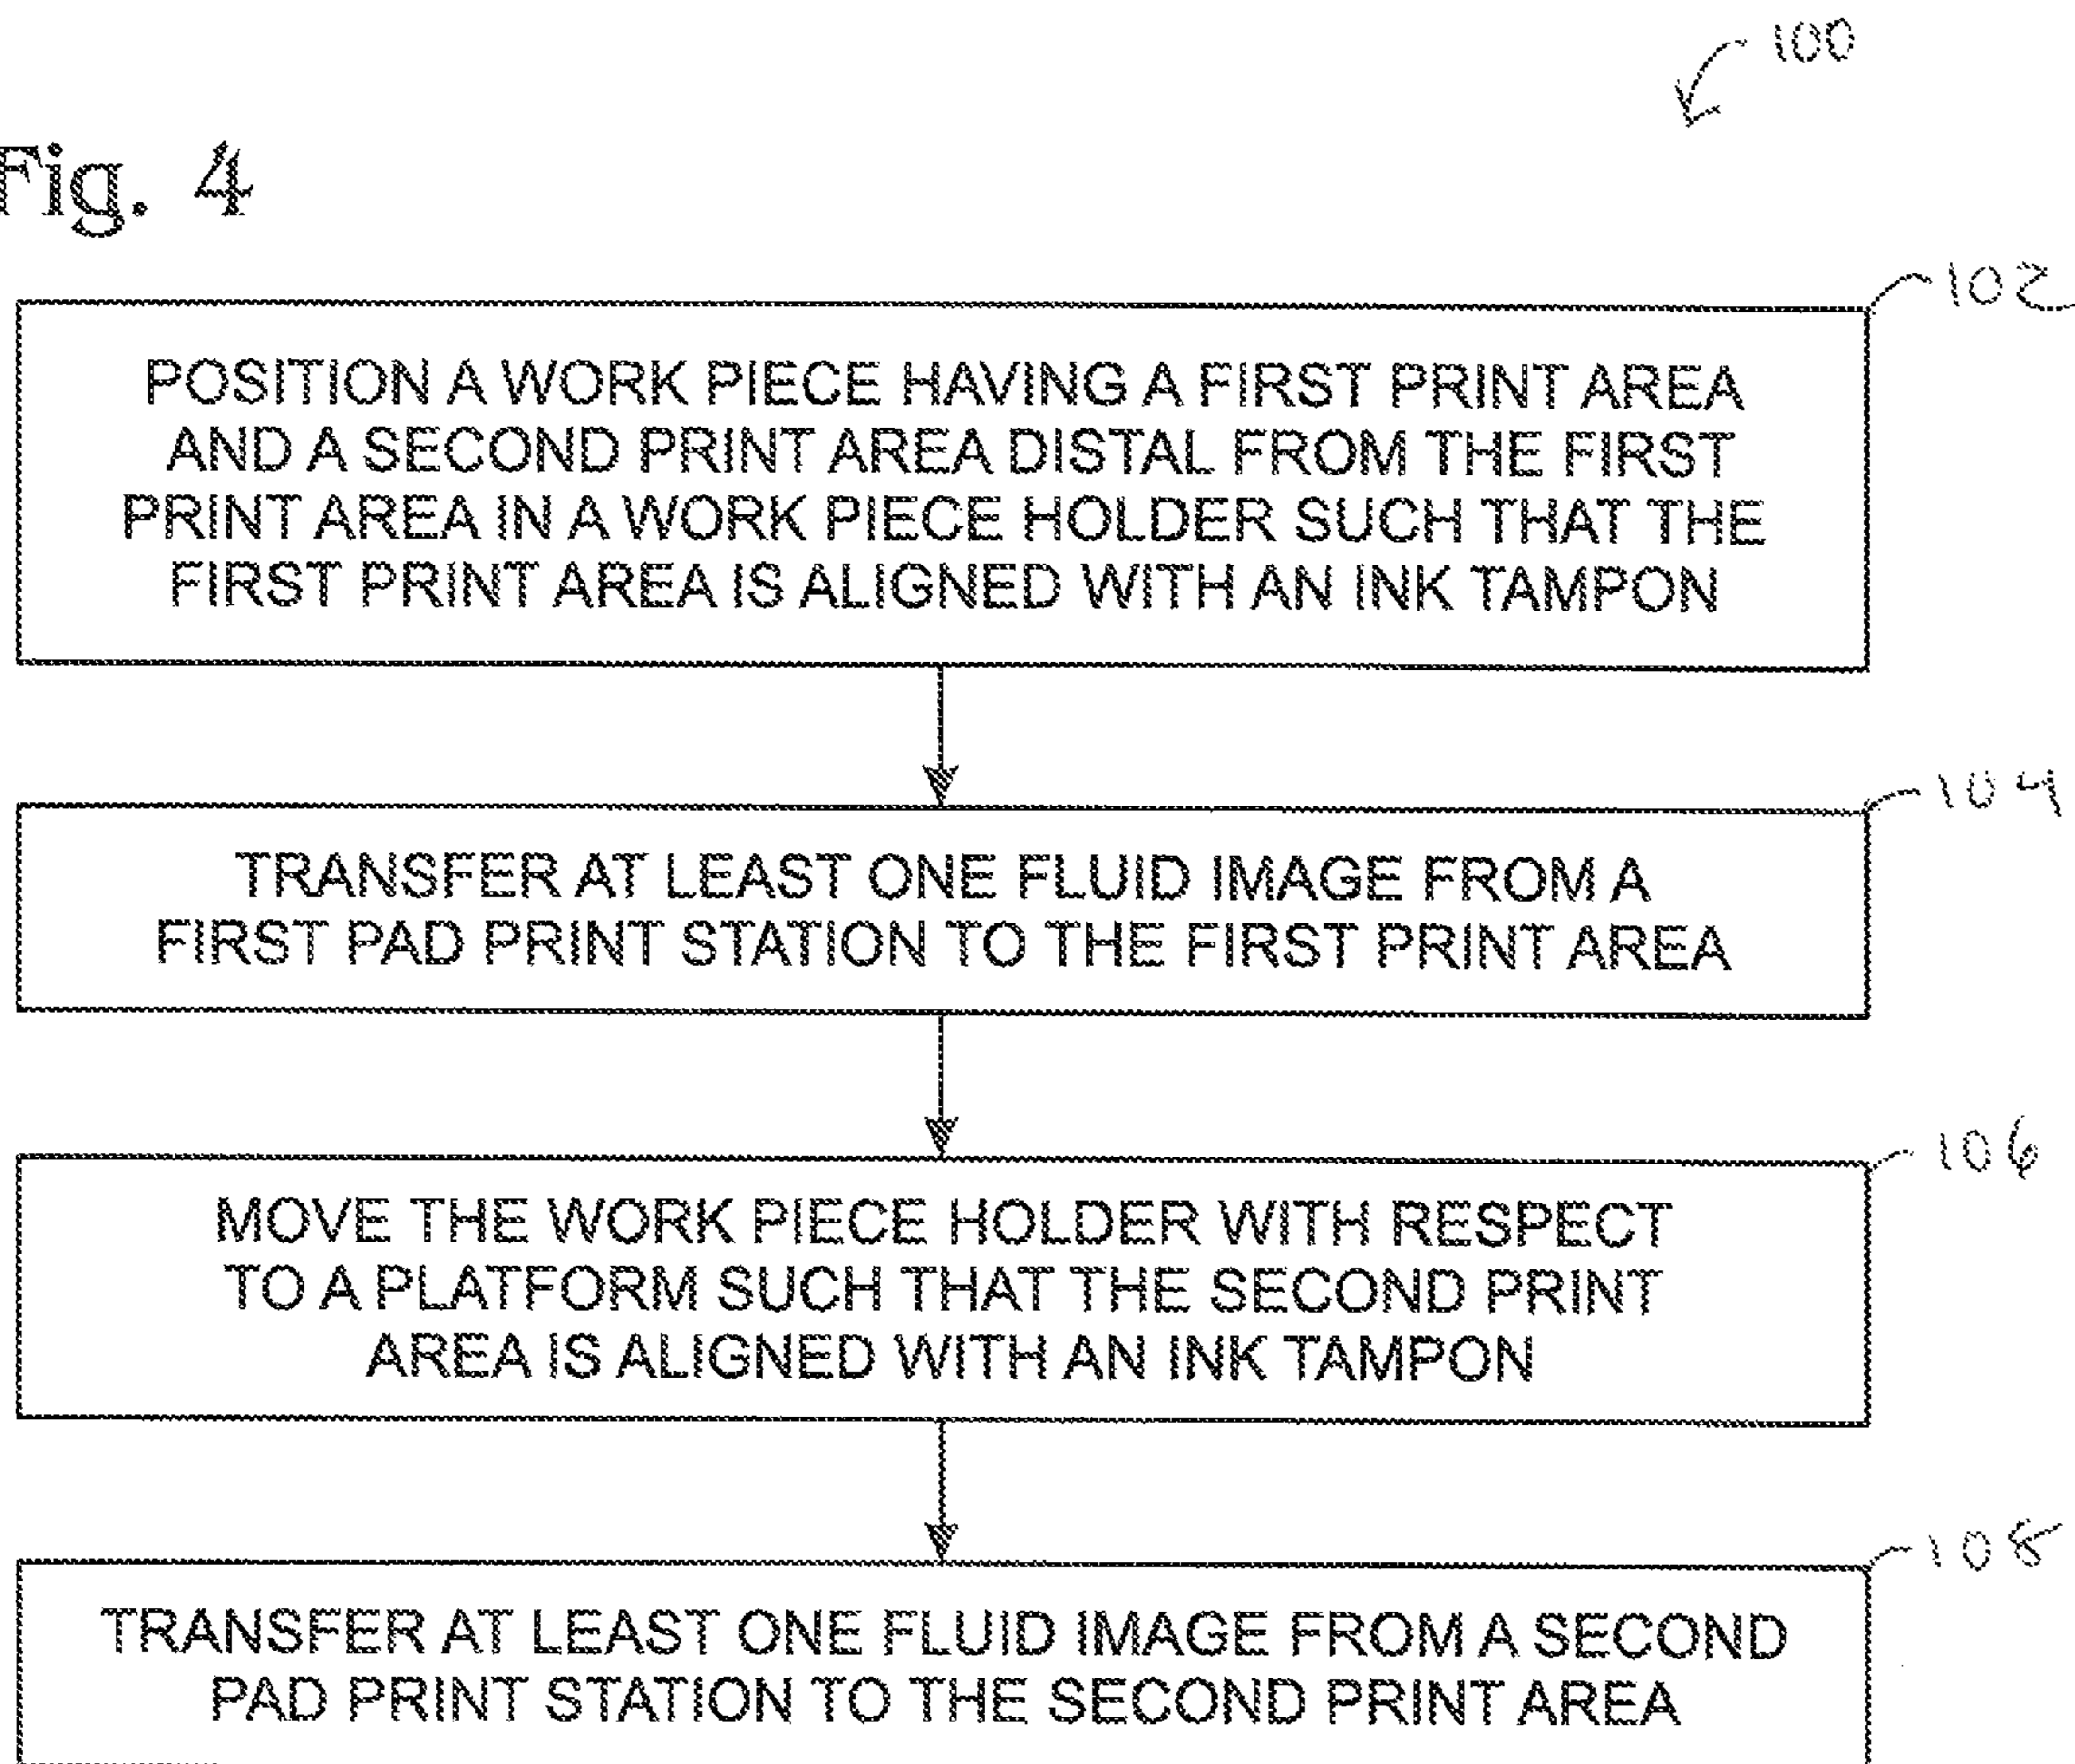 100
Fig. 4
102
POSITION A WORK PIECE HAVING A FIRST PRINT AREA
AND A SECOND PRINT AREA DISTAL FROM THE FIRST
PRINT AREA IN A WORK PIECE HOLDER SUCH THAT THE
FIRST PRINT AREA IS ALIGNED WITH AN INK TAMPON
104
TRANSFER AT LEAST ONE FLUID IMAGE FROM A
FIRST PAD PRINT STATION TO THE FIRST PRINT AREA
106
MOVE THE WORK PIECE HOLDER WITH RESPECT
TO A PLATFORM SUCH THAT THE SECOND PRINT
AREA IS ALIGNED WITH AN INK TAMPON
108
TRANSFER AT LEAST ONE FLUID IMAGE FROM A SECOND
PAD PRINT STATION TO THE SECOND PRINT AREA